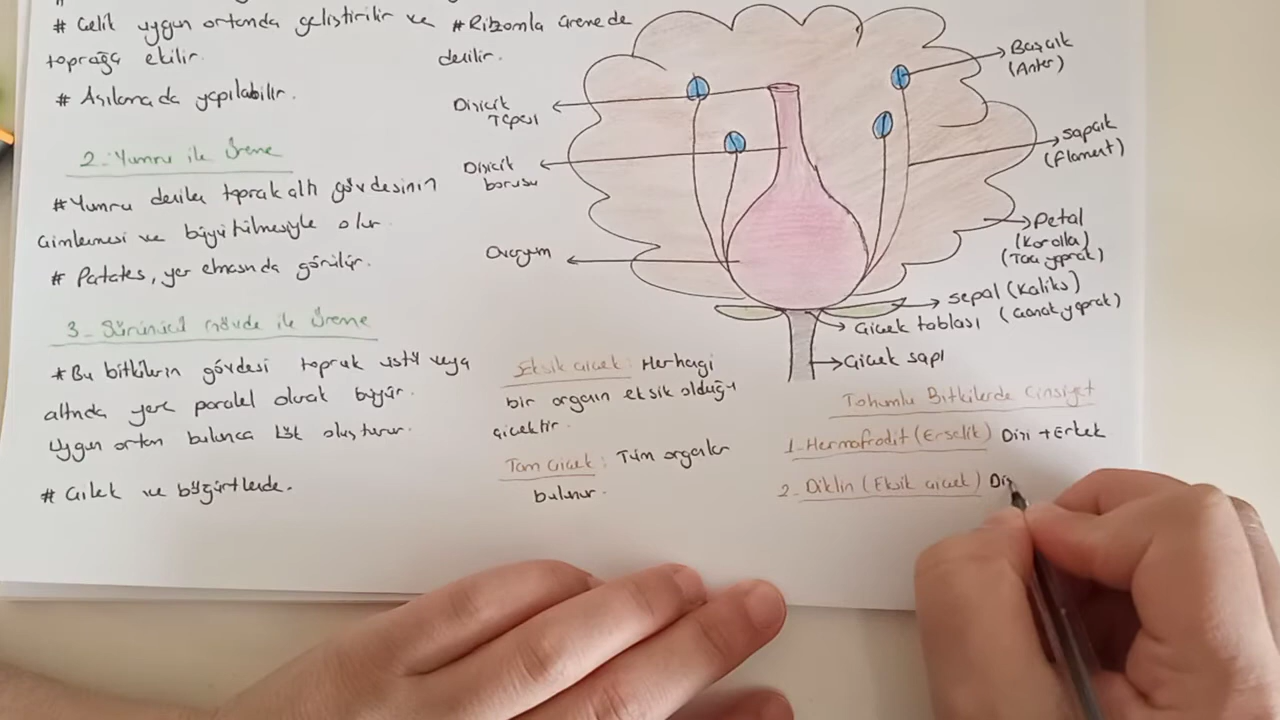 # Çelik uygun ortamda geliştirilir ve
toprağa ekilir.
# Aşılama da yapılabilir.
2- Yumru ile Üreme
# Yumru denilen toprak altı gövdesinin
çimlenmesi ve büyütülmesiyle olur.
# Patates, yer elmasında görülür.
3- Sürünücü Gövde ile Üreme
* Bu bitkilerin gövdesi toprak üstü veya
altında yere paralel olarak büyür.
Uygun ortam bulunca kök oluşturur.
# Çilek ve böğürtlende.
# Rizomla üreme de
denilir.
Dişicik
Tepesi
Dişicik
borusu
Ovaryum
Başçık
(Anter)
sapçık
(filament)
Petal
(Korolla)
(Taç yaprak)
sepal (Kaliks)
(Çanak yaprak)
Çiçek tablası
Çiçek sapı
Eksik çiçek: Herhangi
bir organın eksik olduğu
çiçektir.
Tam Çiçek: Tüm organlar
bulunur.
Tohumlu Bitkilerde Cinsiyet
1- Hermafrodit (Erselik) Dişi + Erkek
2- Diklin (Eksik çiçek) Diş